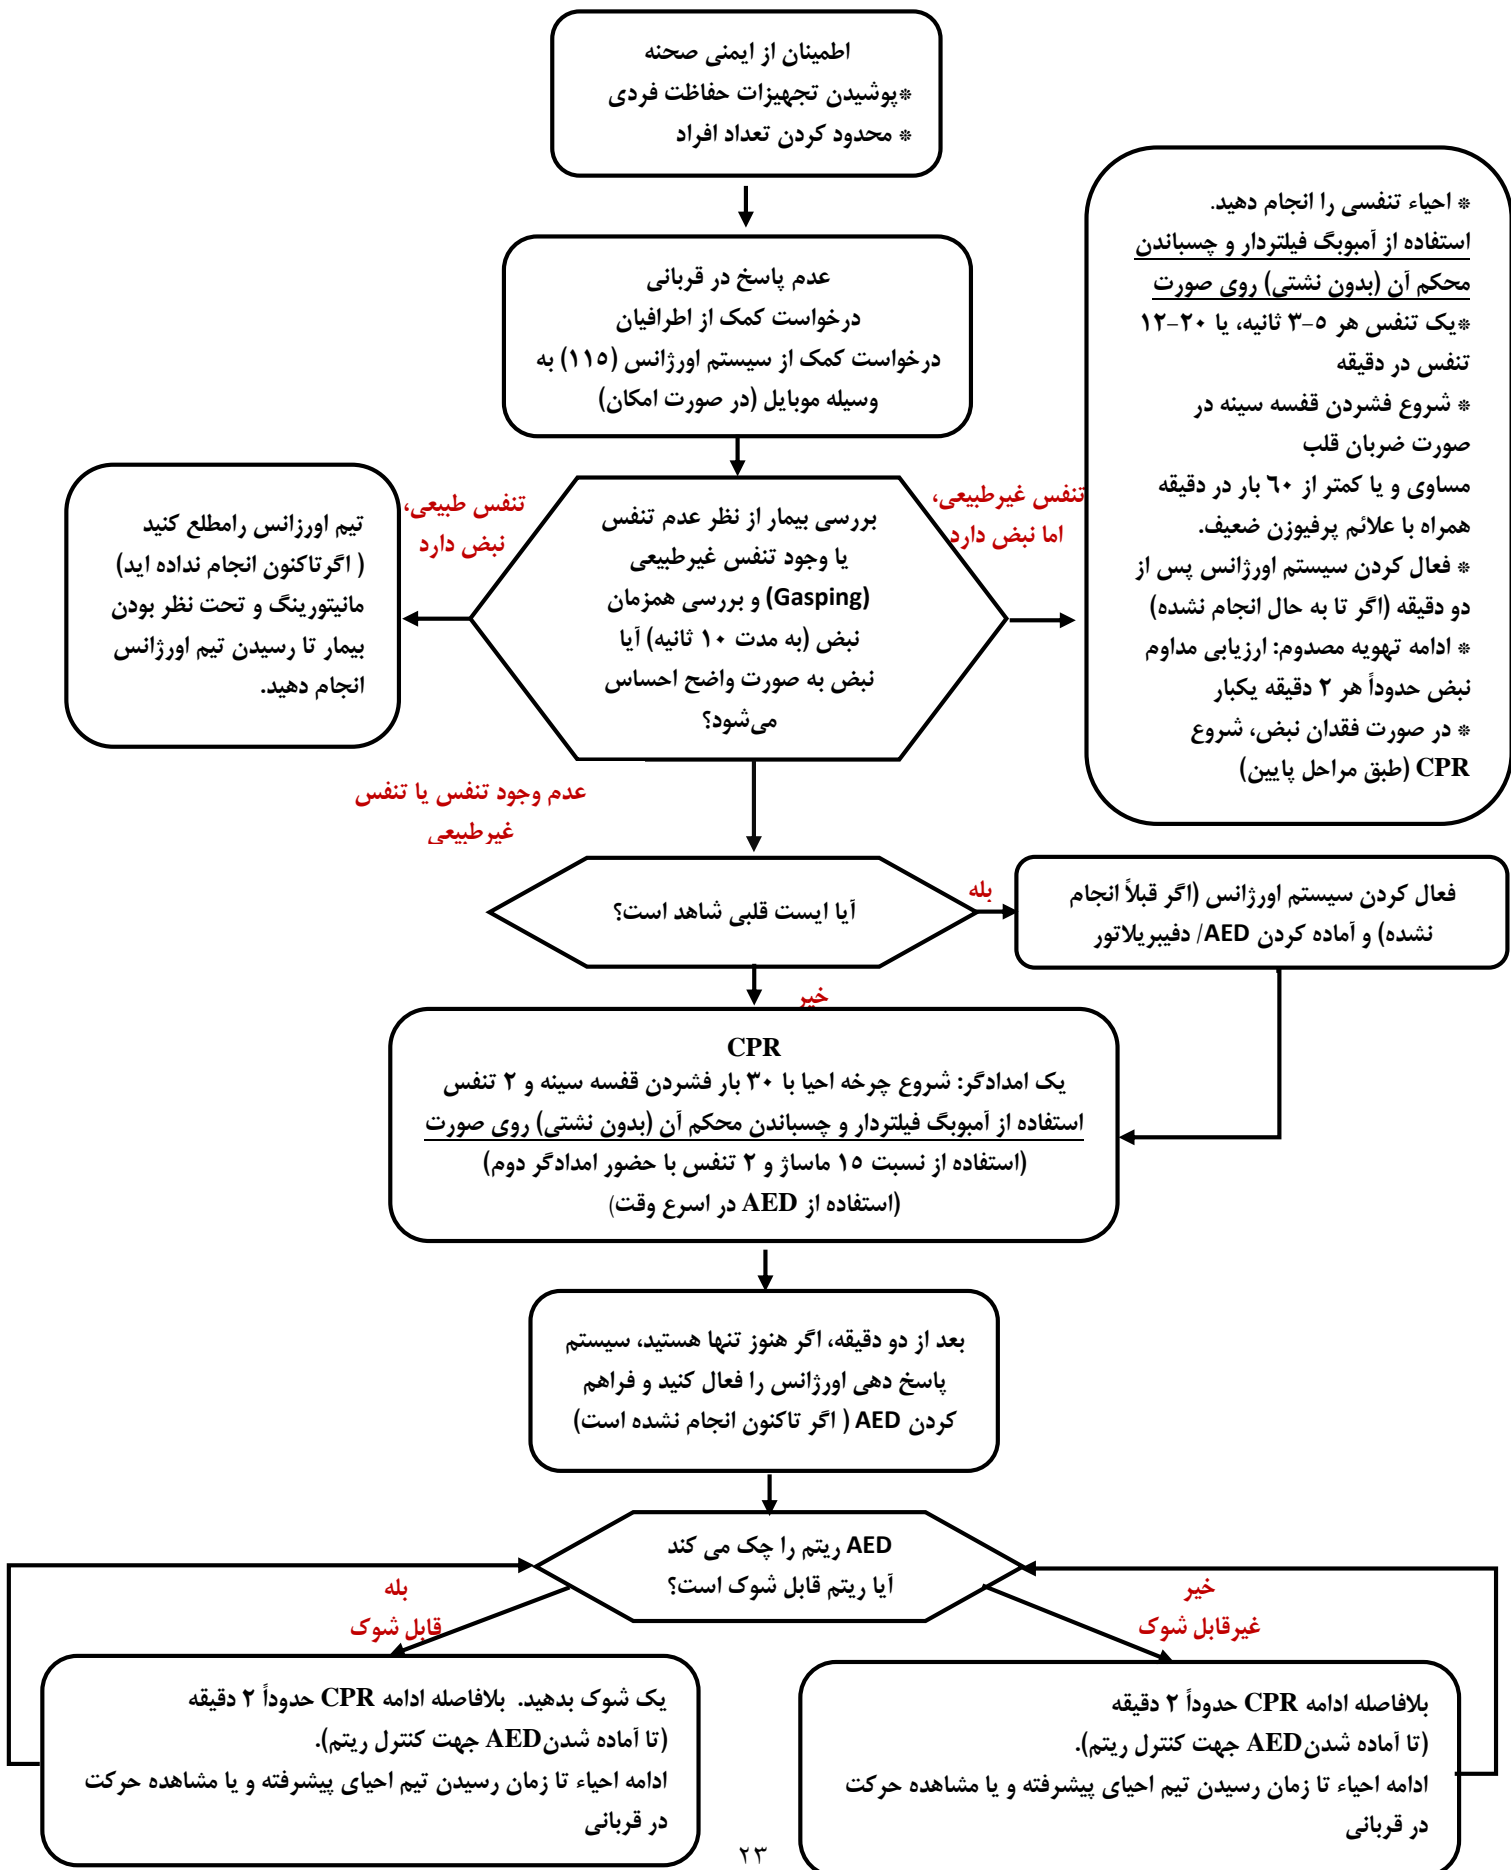 اطمینان از ایمنی صحنه
*پوشیدن تجهیزات حفاظت فردی
* محدود کردن تعداد افراد
عدم پاسخ در قربانی
درخواست کمک از اطرافیان
درخواست کمک از سیستم اورژانس (۱۱۵) به
وسیله موبایل (در صورت امکان)
* احیاء تنفسی را انجام دهید.
استفاده از آمبوبگ فیلتردار و چسباندن
محکم آن (بدون نشتی) روی صورت
*یک تنفس هر ۵-۳ ثانیه، یا ۲۰-۱۲
تنفس در دقیقه
* شروع فشردن قفسه سینه در
صورت ضربان قلب
مساوی و یا کمتر از ۶۰ بار در دقیقه
همراه با علائم پرفیوزن ضعیف.
* فعال کردن سیستم اورژانس پس از
دو دقیقه (اگر تا به حال انجام نشده)
* ادامه تهویه مصدوم: ارزیابی مداوم
نبض حدوداً هر ۲ دقیقه یکبار
* در صورت فقدان نبض، شروع
CPR (طبق مراحل پایین)
تنفس غیرطبیعی،
اما نبض دارد
بررسی بیمار از نظر عدم تنفس
یا وجود تنفس غیرطبیعی
(Gasping) و بررسی همزمان
نبض (به مدت ۱۰ ثانیه) آیا
نبض به صورت واضح احساس
می‌شود؟
تنفس طبیعی،
نبض دارد
تیم اورزانس رامطلع کنید
( اگرتاکنون انجام نداده اید)
مانیتورینگ و تحت نظر بودن
بیمار تا رسیدن تیم اورژانس
انجام دهید.
عدم وجود تنفس یا تنفس
غیرطبیعی
آیا ایست قلبی شاهد است؟
بله
فعال کردن سیستم اورژانس (اگر قبلاً انجام
نشده) و آماده کردن AED/ دفیبریلاتور
خیر
CPR
یک امدادگر: شروع چرخه احیا با ۳۰ بار فشردن قفسه سینه و ۲ تنفس
استفاده از آمبوبگ فیلتردار و چسباندن محکم آن (بدون نشتی) روی صورت
(استفاده از نسبت ۱۵ ماساژ و ۲ تنفس با حضور امدادگر دوم)
(استفاده از AED در اسرع وقت)
بعد از دو دقیقه، اگر هنوز تنها هستید، سیستم
پاسخ دهی اورژانس را فعال کنید و فراهم
کردن AED ( اگر تاکنون انجام نشده است)
AED ریتم را چک می کند
آیا ریتم قابل شوک است؟
خیر
غیرقابل شوک
بله
قابل شوک
بلافاصله ادامه CPR حدوداً ۲ دقیقه
(تا آماده شدنAED جهت کنترل ریتم).
ادامه احیاء تا زمان رسیدن تیم احیای پیشرفته و یا مشاهده حرکت
در قربانی
یک شوک بدهید. بلافاصله ادامه CPR حدوداً ۲ دقیقه
(تا آماده شدنAED جهت کنترل ریتم).
ادامه احیاء تا زمان رسیدن تیم احیای پیشرفته و یا مشاهده حرکت
در قربانی
۲۳